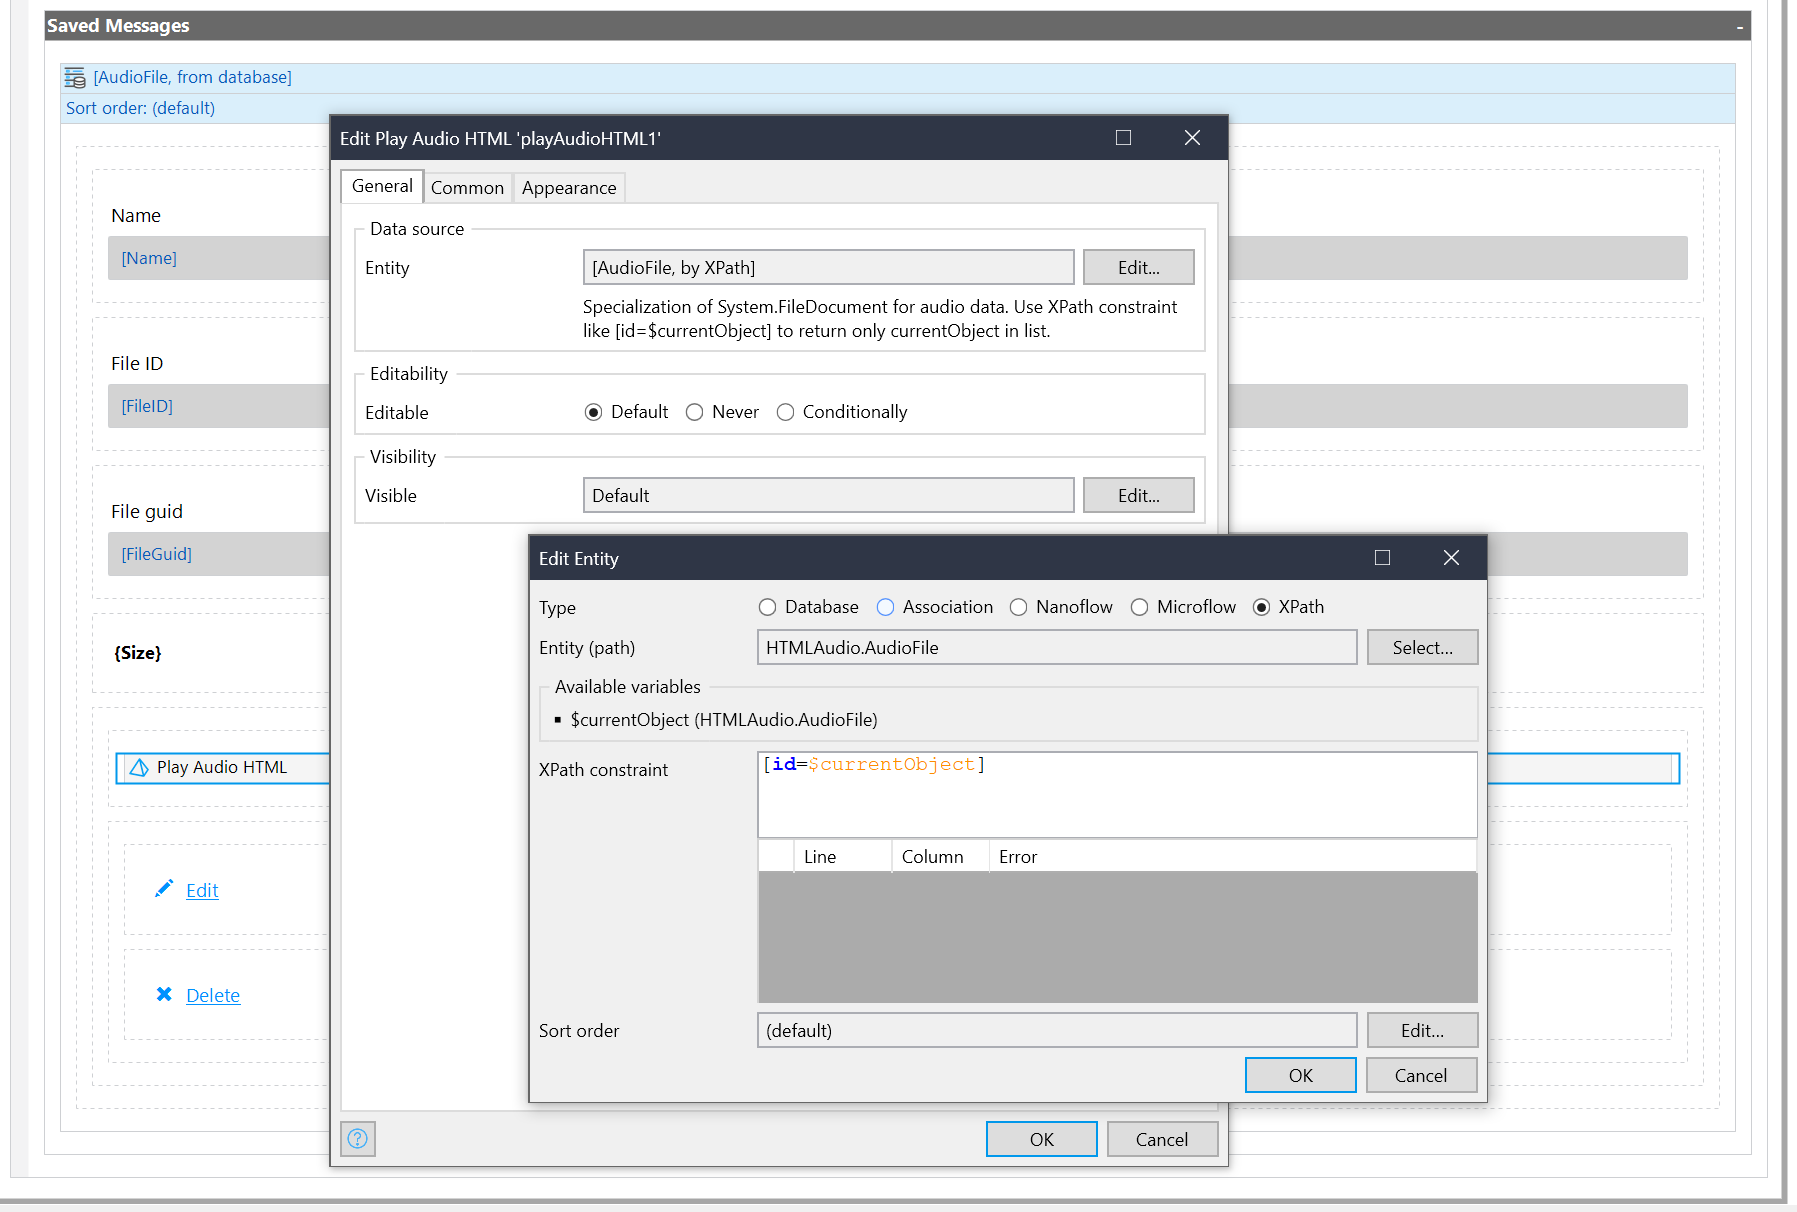 Saved Messages
-
[AudioFile, from database]
Sort order: (default)
Name
[Name]
File ID
[FileID]
File guid
[FileGuid]
{Size}
Play Audio HTML
Edit
Delete
Edit Play Audio HTML 'playAudioHTML1'
General Common Appearance
Data source
Entity [AudioFile, by XPath] Edit...
Specialization of System.FileDocument for audio data. Use XPath constraint
like [id=$currentObject] to return only currentObject in list.
Editability
Editable Default Never Conditionally
Visibility
Visible Default Edit...
Edit Entity
Type Database Association Nanoflow Microflow XPath
Entity (path) HTMLAudio.AudioFile Select...
Available variables
▪ $currentObject (HTMLAudio.AudioFile)
XPath constraint [id=$currentObject]
Line Column Error
Sort order (default) Edit...
OK Cancel
? OK Cancel